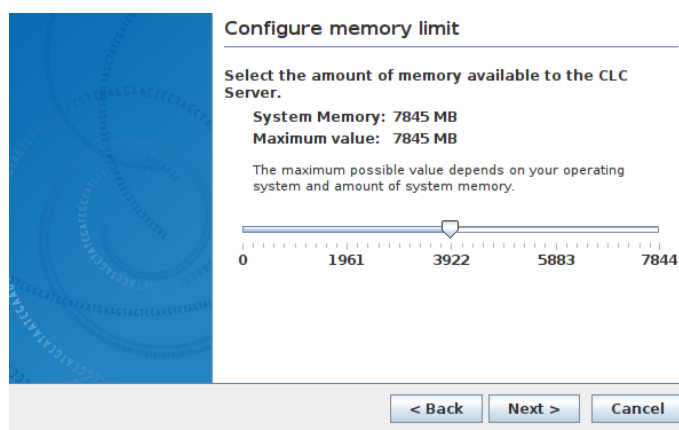 Configure memory limit
Select the amount of memory available to the CLC
Server.
System Memory: 7845 MB
Maximum value: 7845 MB
The maximum possible value depends on your operating
system and amount of system memory.
0 1961 3922 5883 7844
< Back Next > Cancel